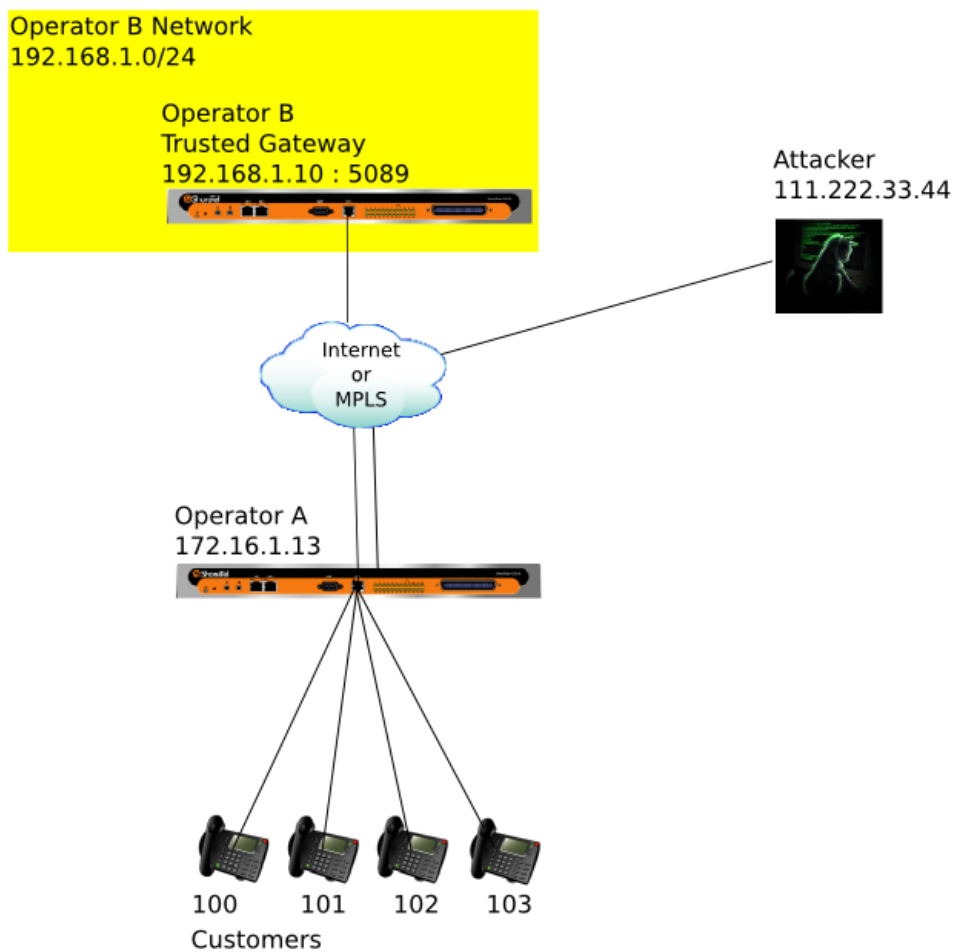 Operator B Network
192.168.1.0/24
Operator B
Trusted Gateway
192.168.1.10 : 5089
Attacker
111.222.33.44
Internet
or
MPLS
Operator A
172.16.1.13
ShoreTel
100 101 102 103
Customers